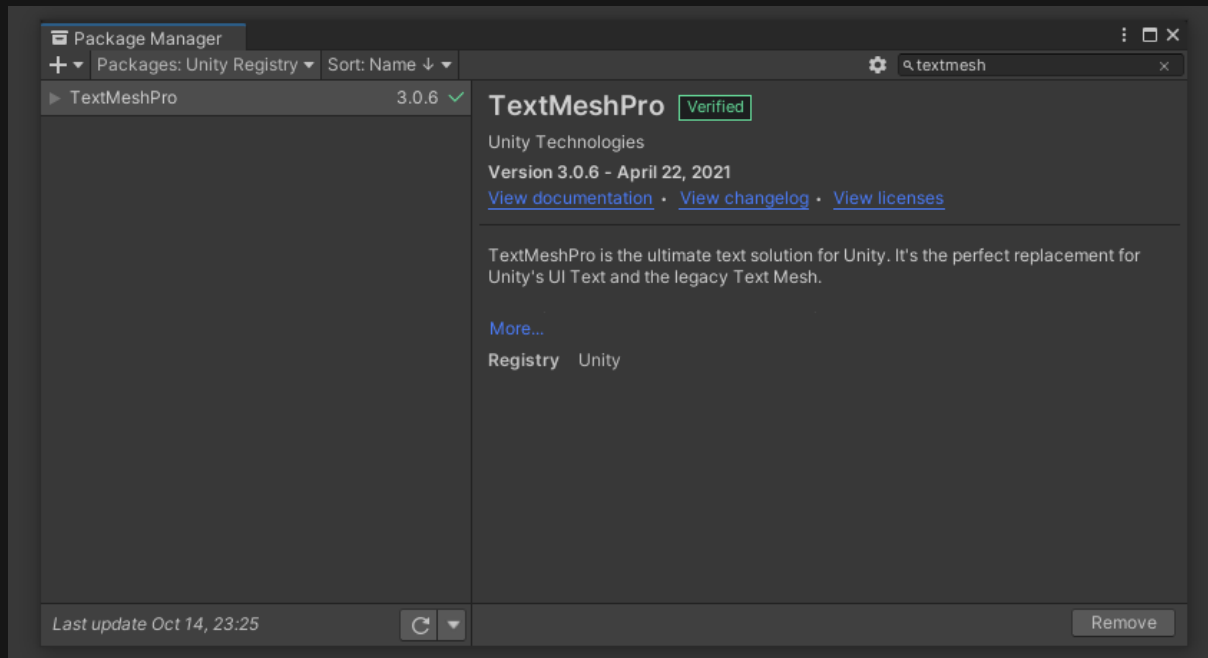 Package Manager
Packages: Unity Registry Sort: Name textmesh
TextMeshPro 3.0.6
TextMeshPro Verified
Unity Technologies
Version 3.0.6 - April 22, 2021
View documentation • View changelog • View licenses
TextMeshPro is the ultimate text solution for Unity. It's the perfect replacement for
Unity's UI Text and the legacy Text Mesh.
More...
Registry Unity
Last update Oct 14, 23:25 Remove